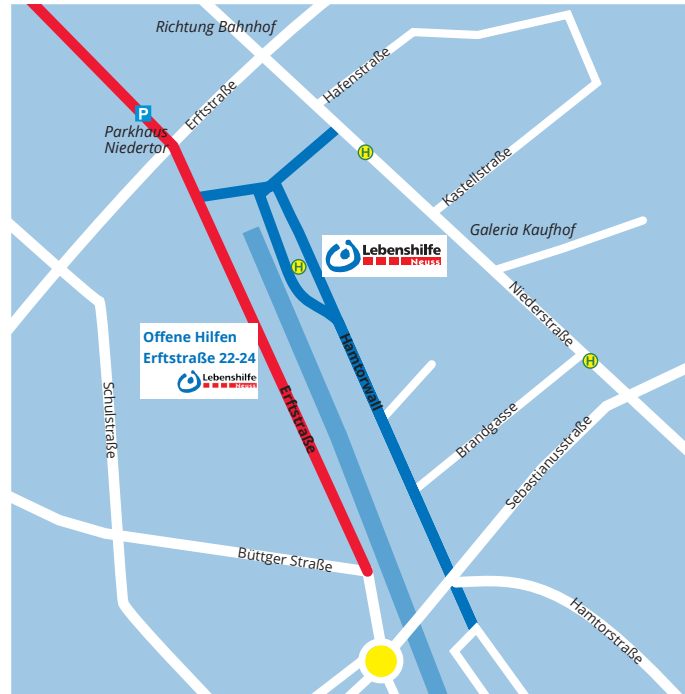 Richtung Bahnhof
Hafenstraße
P
Erftstraße
Parkhaus
Niedertor
H
Kastellstraße
Galeria Kaufhof
Lebenshilfe
Neuss
H
Niederstraße
Offene Hilfen
Erftstraße 22-24
Lebenshilfe
Neuss
Hamtorwall
H
Erftstraße
Schulstraße
Brandgasse
Sebastianusstraße
Büttger Straße
Hamtorstraße